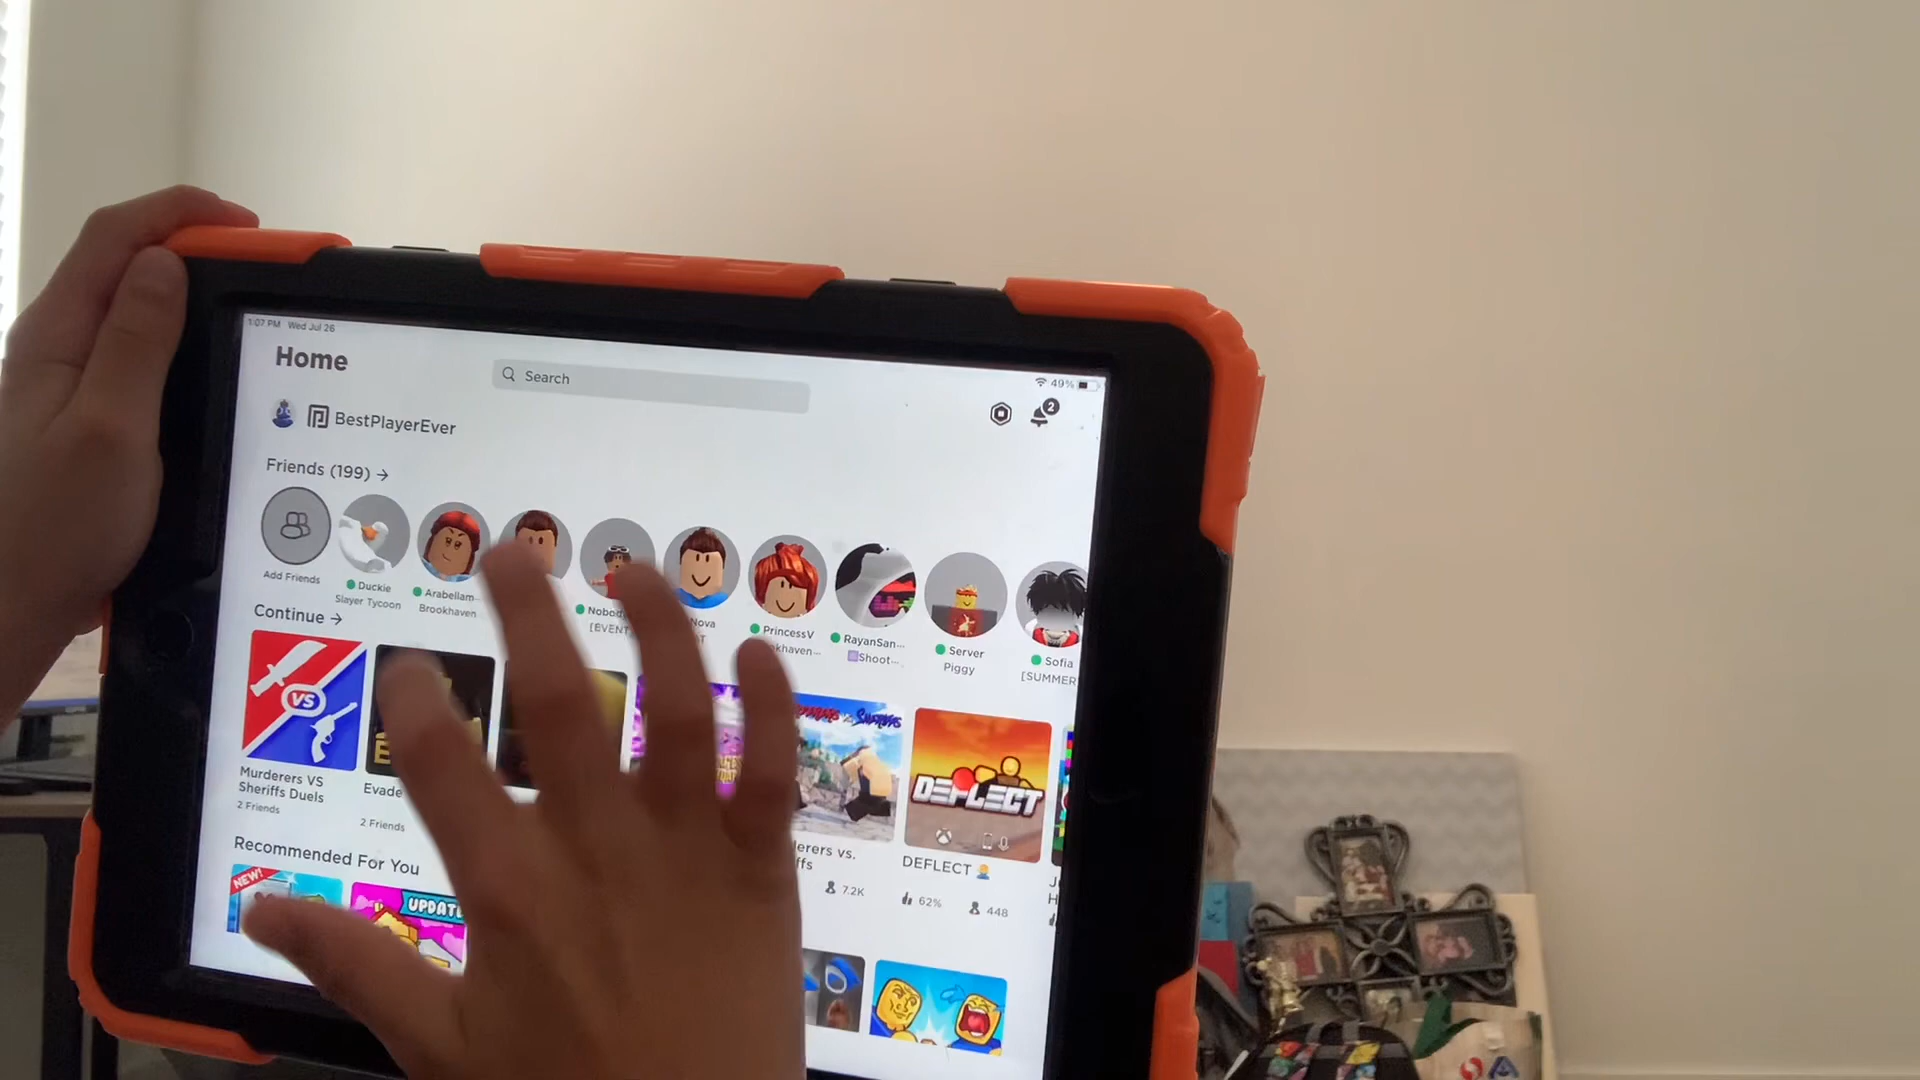 1:07 PM Wed Jul 26
49%
Home
Search
2
BestPlayerEver
Friends (199) →
Add Friends
Duckie
Slayer Tycoon
Arabellam...
Brookhaven
[EVENT]
Nova
PrincessV
RayanSan...
Shoot...
Server
Piggy
Sofia
[SUMMER
Continue →
VS
Murderers VS
Sheriffs Duels
2 Friends
Evade
2 Friends
7.2K
DEFLECT
DEFLECT
62%
448
Recommended For You
NEW!
UPDATE